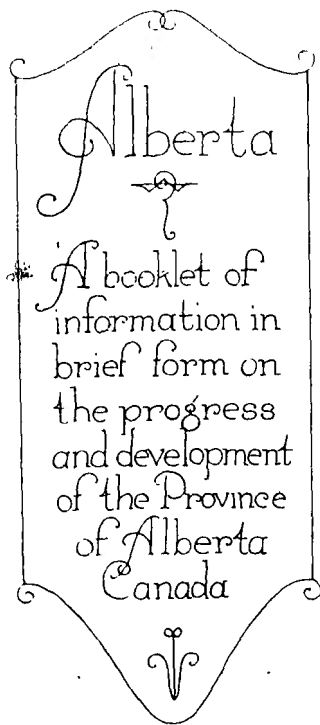 Alberta
A booklet of
information in
brief form on
the progress
and development
of the Province
of Alberta
Canada